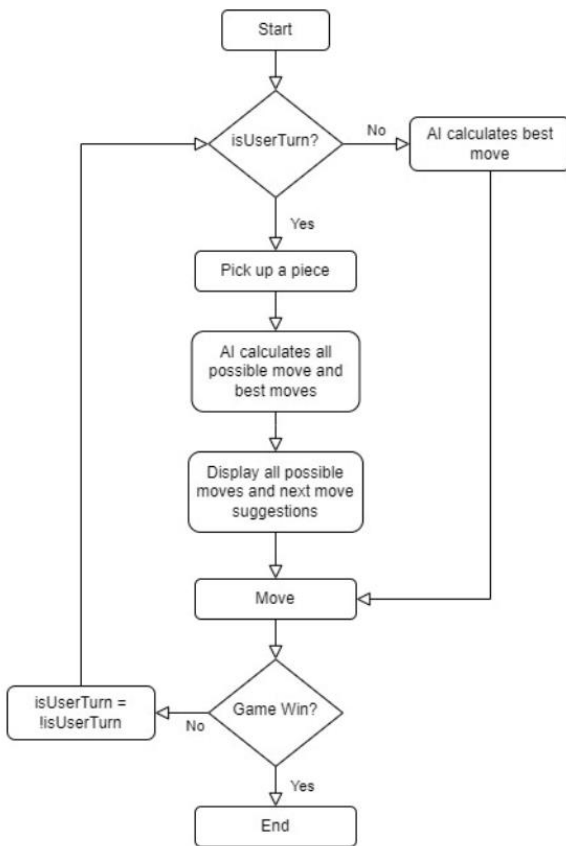 Start
isUserTurn?
No
AI calculates best
move
Yes
Pick up a piece
AI calculates all
possible move and
best moves
Display all possible
moves and next move
suggestions
Move
Game Win?
No
isUserTurn =
!isUserTurn
Yes
End